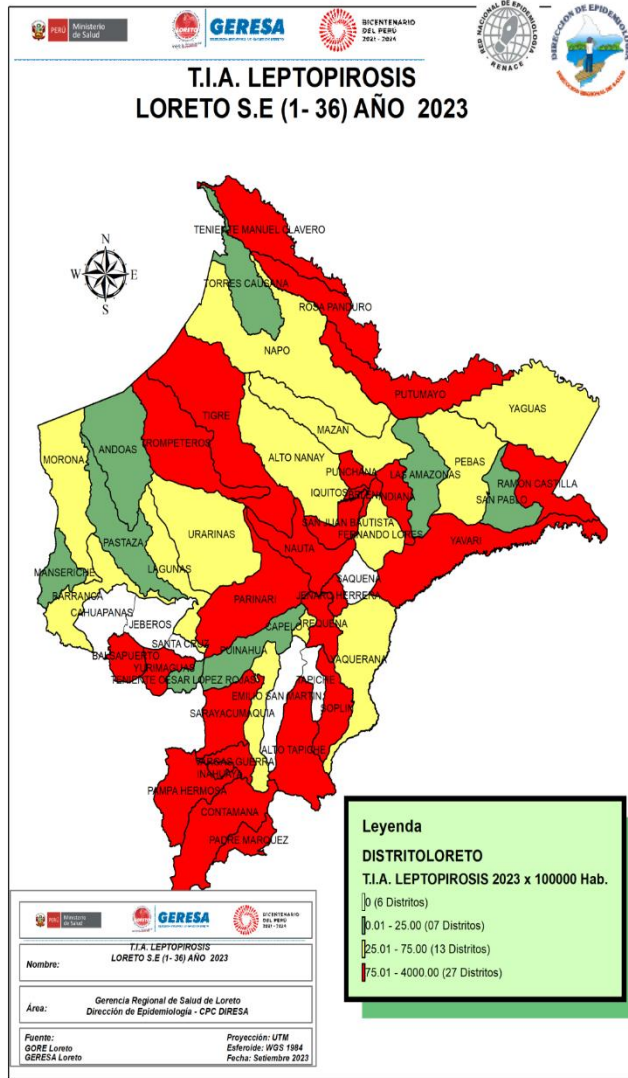 PERÚ Ministerio de Salud
GERESA
BICENTENARIO DEL PERÚ 2021 - 2024
RED NACIONAL DE EPIDEMIOLOGÍA
RENACE
T.I.A. LEPTOPIROSIS
LORETO S.E (1- 36) AÑO 2023
N
W E
S
TENIENTE MANUEL CLAVERO
TORRES CAUSANA
ROSA PANDURO
NAPO
PUTUMAYO
YAGUAS
TIGRE
TROMPETEROS
MAZAN
ANDOAS
MORONA
ALTO NANAY
PEBAS
PUNCHANA
LAS AMAZONAS
RAMON CASTILLA
IQUITOS
INDIANA
SAN PABLO
SAN JUAN BAUTISTA
FERNANDO LORES
URARINAS
PASTAZA
NAUTA
YAVARI
LAGUNAS
MANSERICHE
SAQUENA
BARRANCA
PARINARI
JENARO HERRERA
CAHUAPANAS
JEBEROS
CAPELO
REQUENA
SANTA CRUZ
PUINAHUA
BALSAPUERTO
YURIMAGUAS
YAQUERANA
TENIENTE CESAR LOPEZ ROJAS
TAPICHE
EMILIO SAN MARTIN
SOPLIN
SARAYACU
MAQUIA
ALTO TAPICHE
VARGAS GUERRA
INAHUAYA
PAMPA HERMOSA
CONTAMANA
PADRE MARQUEZ
Leyenda
DISTRITOLORETO
T.I.A. LEPTOPIROSIS 2023 x 100000 Hab.
0 (6 Distritos)
0.01 - 25.00 (07 Distritos)
25.01 - 75.00 (13 Distritos)
75.01 - 4000.00 (27 Distritos)
PERÚ Ministerio de Salud
GERESA
BICENTENARIO DEL PERÚ 2021 - 2024
Nombre: T.I.A. LEPTOPIROSIS
LORETO S.E (1- 36) AÑO 2023
Área: Gerencia Regional de Salud de Loreto
Dirección de Epidemiología - CPC DIRESA
Fuente: Proyección: UTM
GORE Loreto Esferoide: WGS 1984
GERESA Loreto Fecha: Setiembre 2023